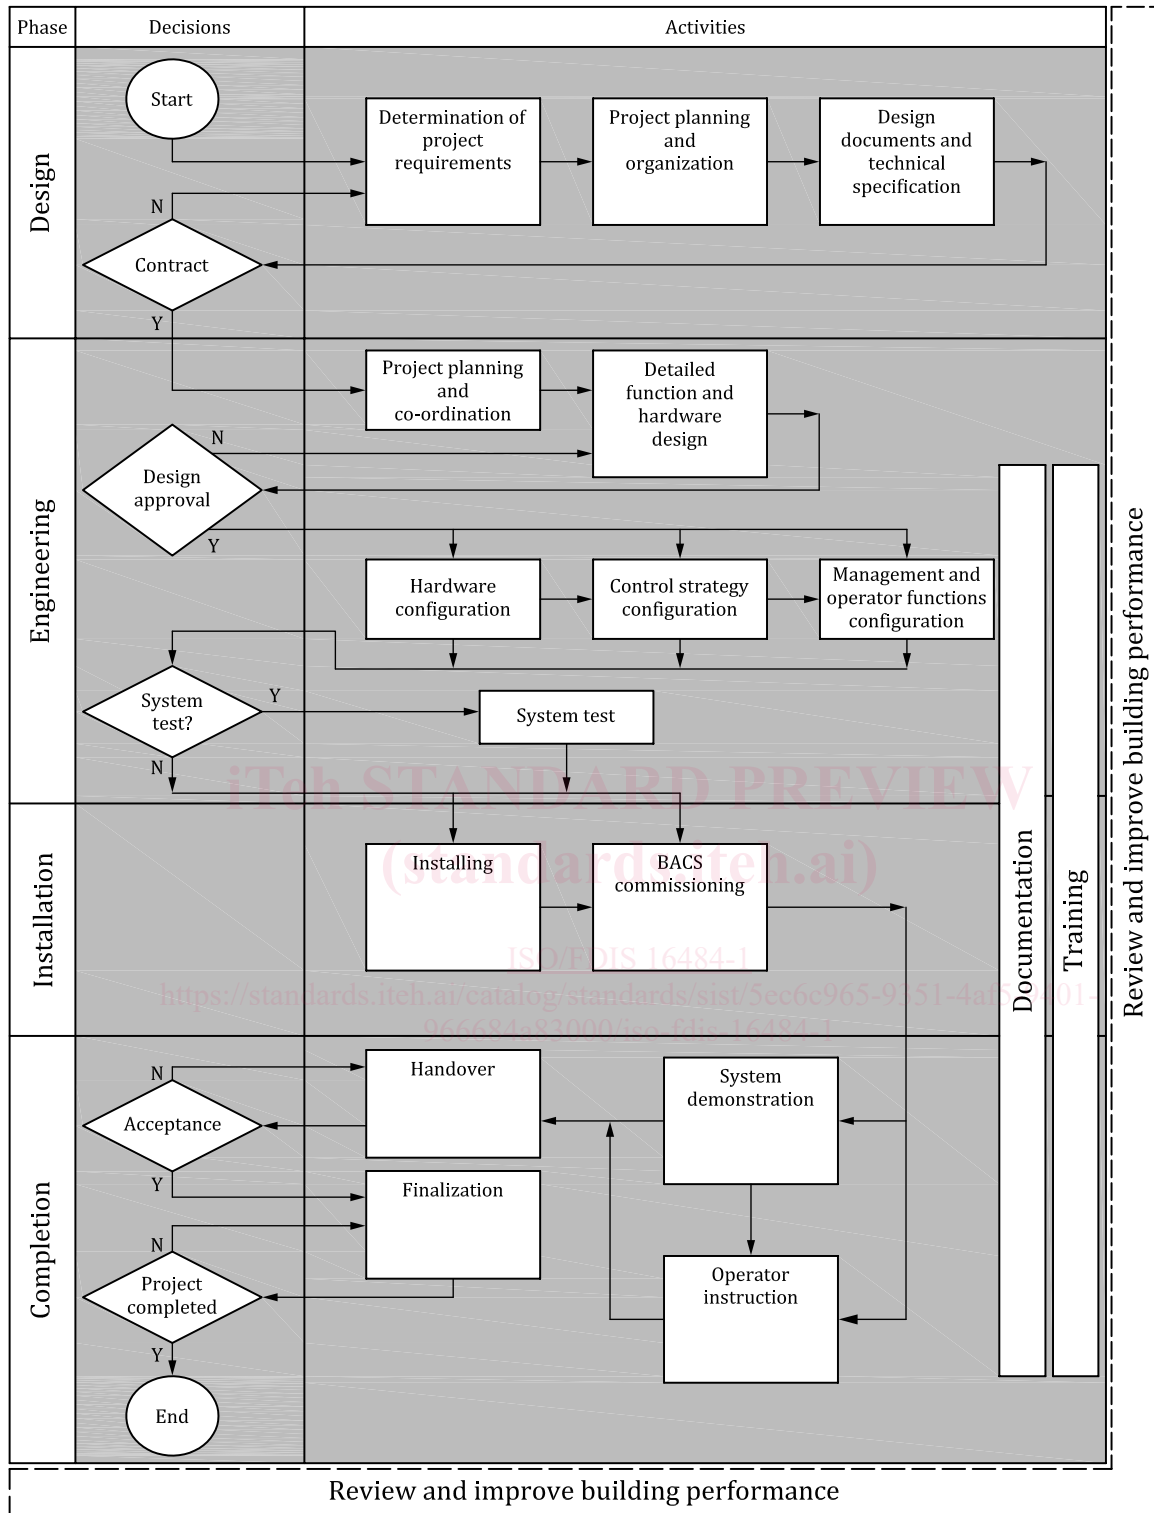 Phase
Decisions
Activities
Design
Start
Determination of
project
requirements
Project planning
and
organization
Design
documents and
technical
specification
N
Contract
Y
Engineering
Project planning
and
co-ordination
Detailed
function and
hardware
design
N
Design
approval
Y
Hardware
configuration
Control strategy
configuration
Management and
operator functions
configuration
System
test?
Y
System test
N
iTeh STANDARD PREVIEW
(standards.iteh.ai)
Installation
Installing
BACS
commissioning
ISO/FDIS 16484-1
https://standards.iteh.ai/catalog/standards/sist/5ec6c965-9351-4af5-9401-
966684a83000/iso-fdis-16484-1
Documentation
Training
Review and improve building performance
Completion
N
Handover
System
demonstration
Acceptance
Y
Finalization
N
Project
completed
Operator
instruction
Y
End
Review and improve building performance